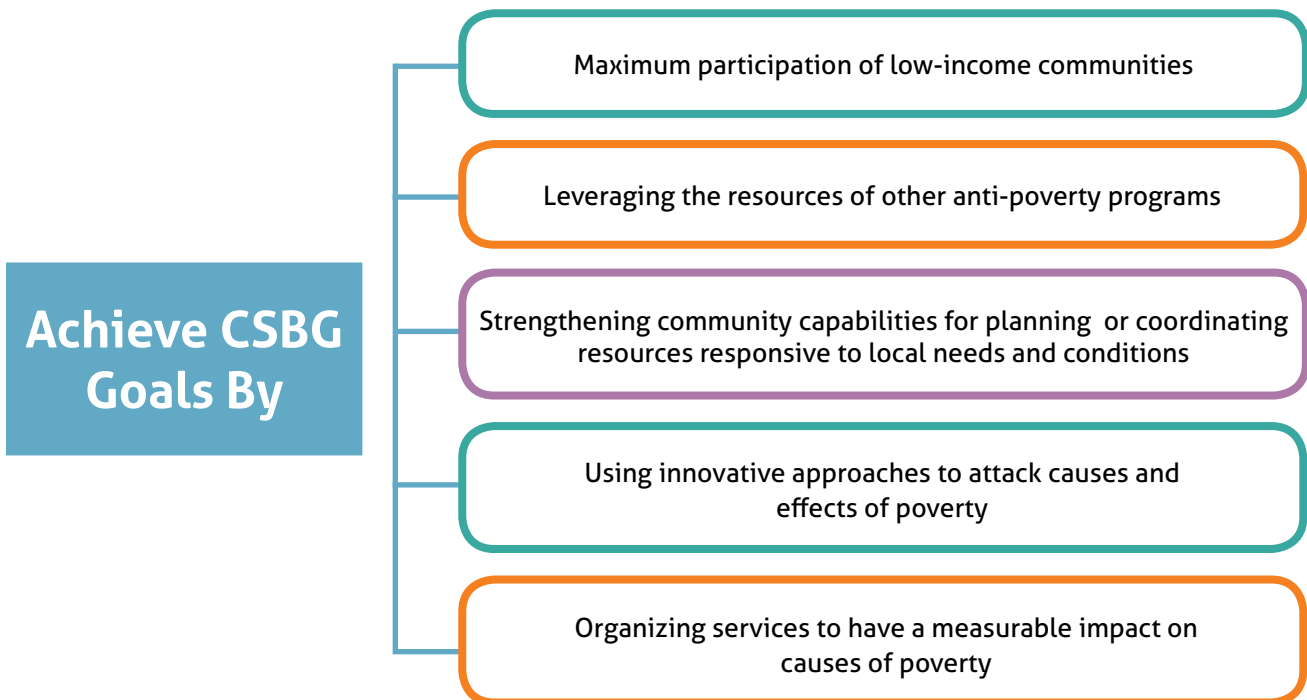 Achieve CSBG
Goals By
Maximum participation of low-income communities
Leveraging the resources of other anti-poverty programs
Strengthening community capabilities for planning  or coordinating
resources responsive to local needs and conditions
Using innovative approaches to attack causes and
effects of poverty
Organizing services to have a measurable impact on
causes of poverty